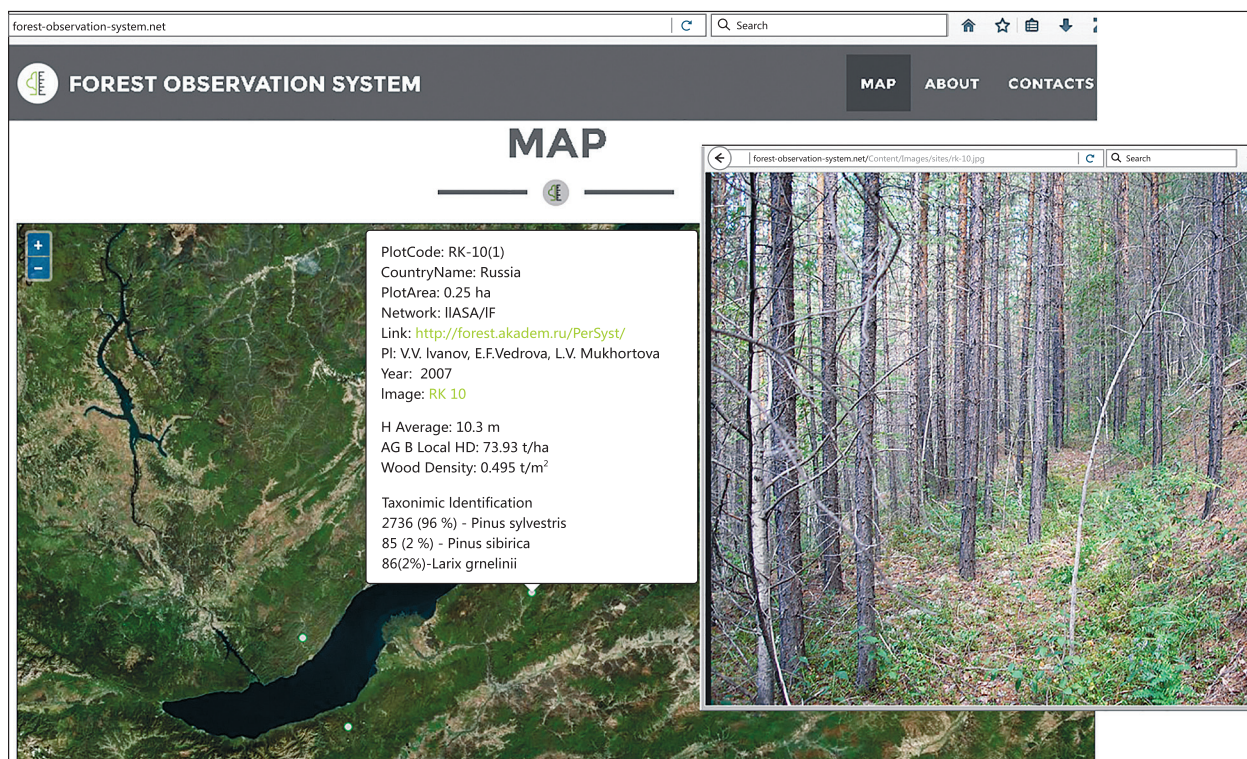 forest-observation-system.net
Search
FOREST OBSERVATION SYSTEM
MAP
ABOUT
CONTACTS
MAP
forest-observation-system.net/Content/Images/sites/rk-10.jpg
Search
+
−
PlotCode: RK-10(1)
CountryName: Russia
PlotArea: 0.25 ha
Network: IIASA/IF
Link: http://forest.akadem.ru/PerSyst/
PI: V.V. Ivanov, E.F.Vedrova, L.V. Mukhortova
Year: 2007
Image: RK 10
H Average: 10.3 m
AG B Local HD: 73.93 t/ha
Wood Density: 0.495 t/m²
Taxonimic Identification
2736 (96 %) - Pinus sylvestris
85 (2 %) - Pinus sibirica
86(2%)-Larix grnelinii